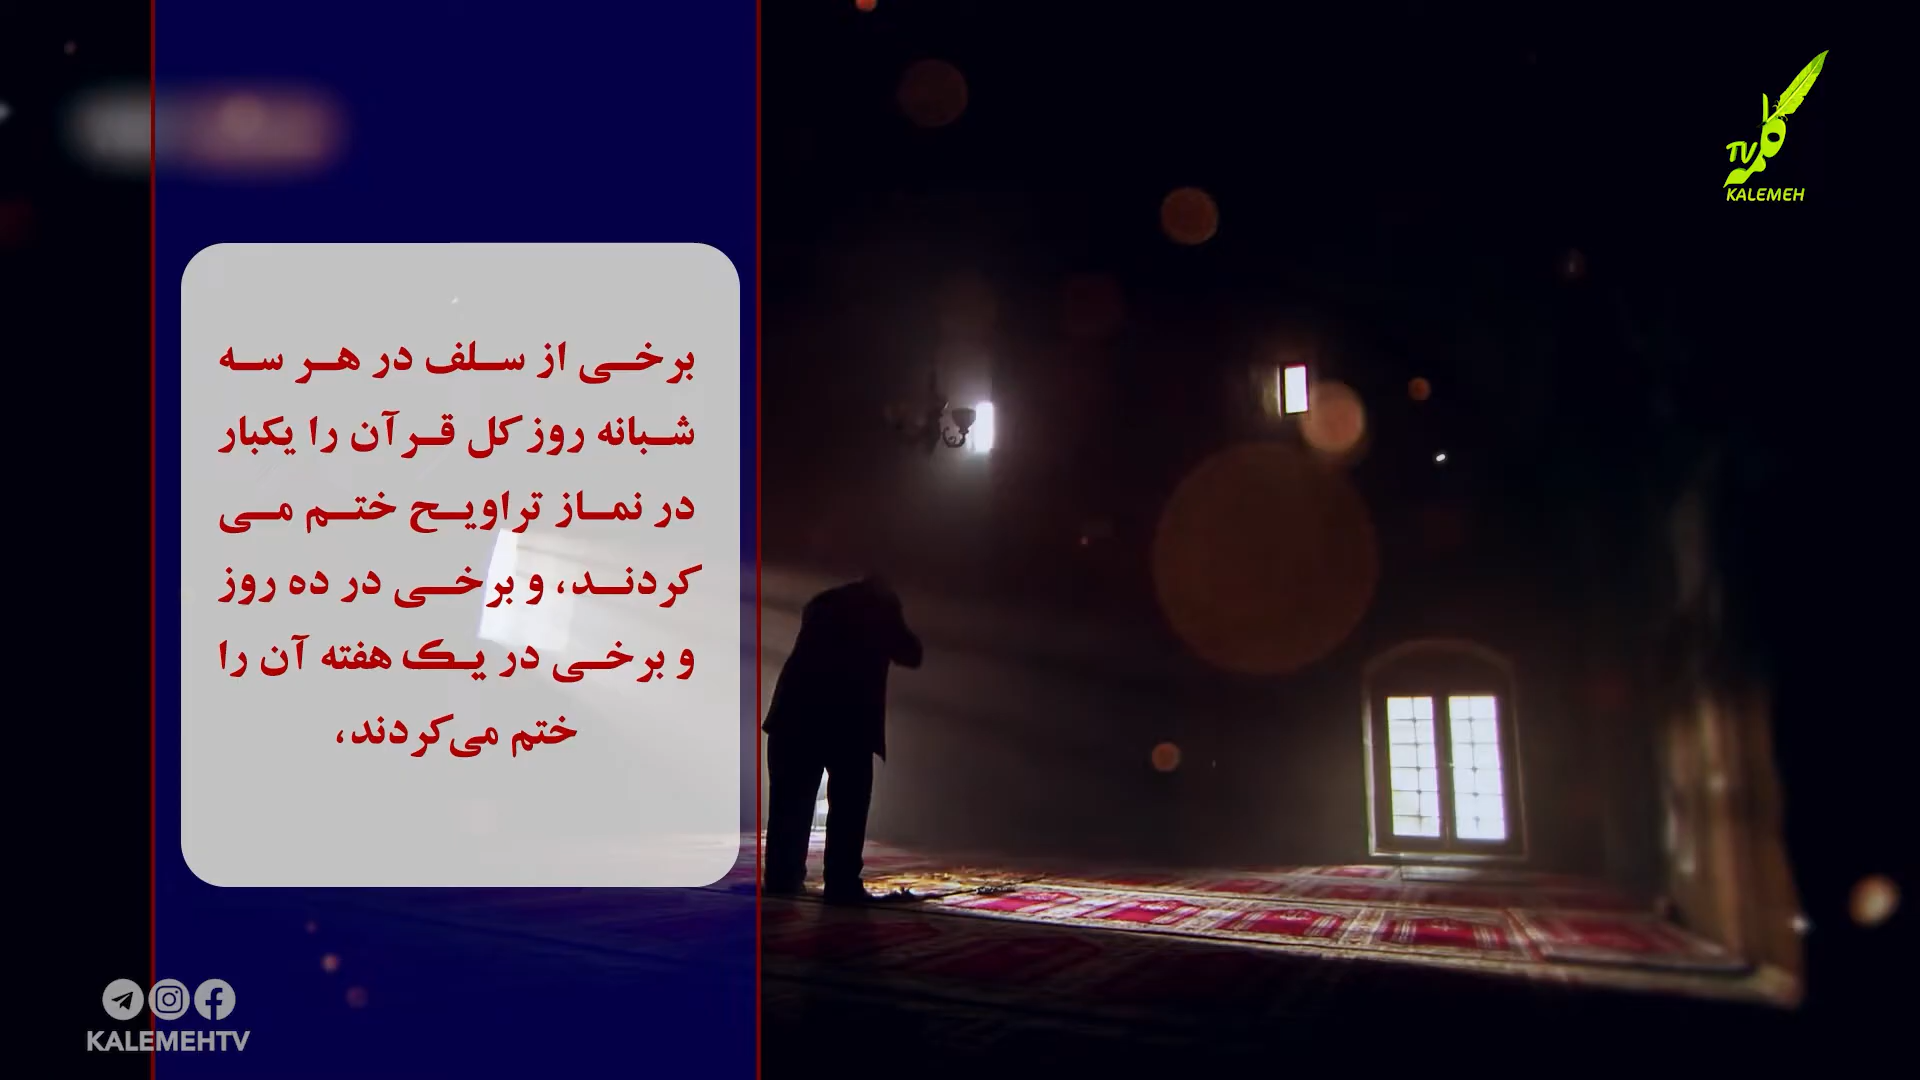 TV
KALEMEH
برخی از سلف در هر سه
شبانه روز کل قرآن را یکبار
در نماز تراویح ختم می
کردند، و برخی در ده روز
و برخی در یک هفته آن را
ختم می‌کردند،
KALEMEHTV